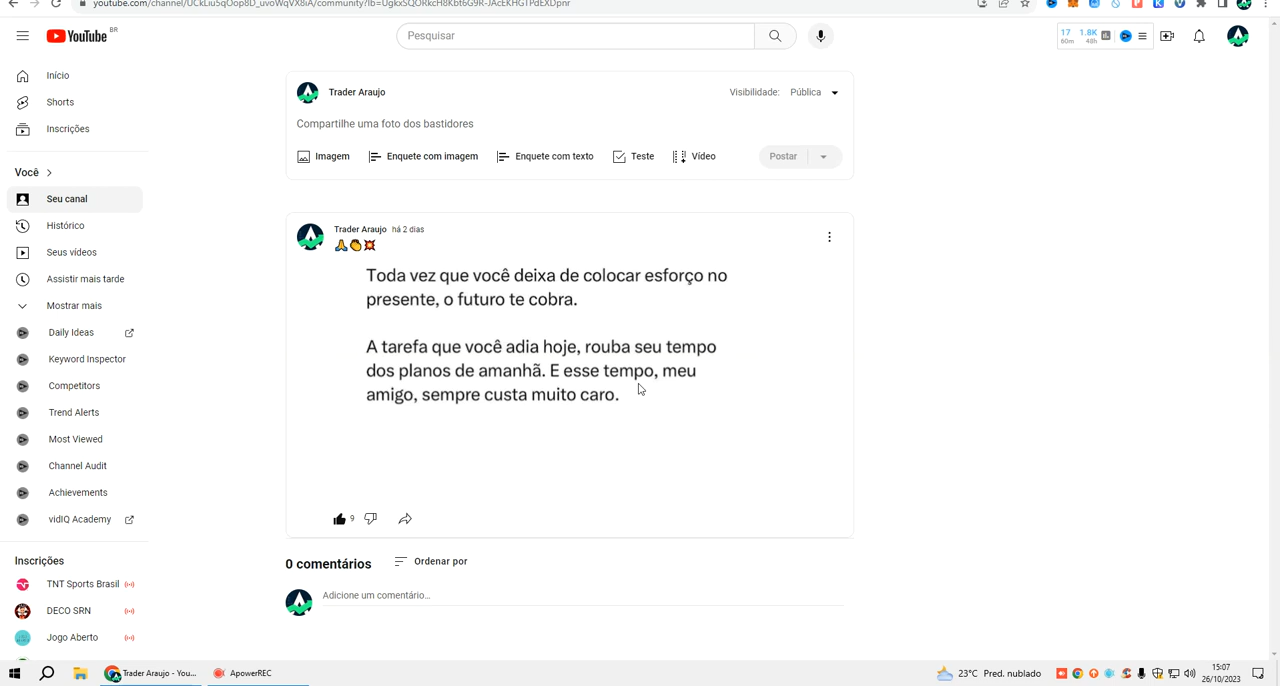 youtube.com/channel/UCkLiu5qOop8D_uvoWqVX8iA/community?lb=UgkxSQORkcH8Kbt6G9R-JAcEKHGTPdEXDpnr
YouTube BR
Pesquisar
17 60m
1.8K 48h
Início
Shorts
Inscrições
Você
Seu canal
Histórico
Seus vídeos
Assistir mais tarde
Mostrar mais
Daily Ideas
Keyword Inspector
Competitors
Trend Alerts
Most Viewed
Channel Audit
Achievements
vidIQ Academy
Inscrições
TNT Sports Brasil
DECO SRN
Jogo Aberto
Trader Araujo
Visibilidade: Pública
Compartilhe uma foto dos bastidores
Imagem Enquete com imagem Enquete com texto Teste Vídeo Postar
Trader Araujo há 2 dias
Toda vez que você deixa de colocar esforço no
presente, o futuro te cobra.
A tarefa que você adia hoje, rouba seu tempo
dos planos de amanhã. E esse tempo, meu
amigo, sempre custa muito caro.
9
0 comentários Ordenar por
Adicione um comentário...
Trader Araujo - You...
ApowerREC
23°C Pred. nublado
15:07
26/10/2023